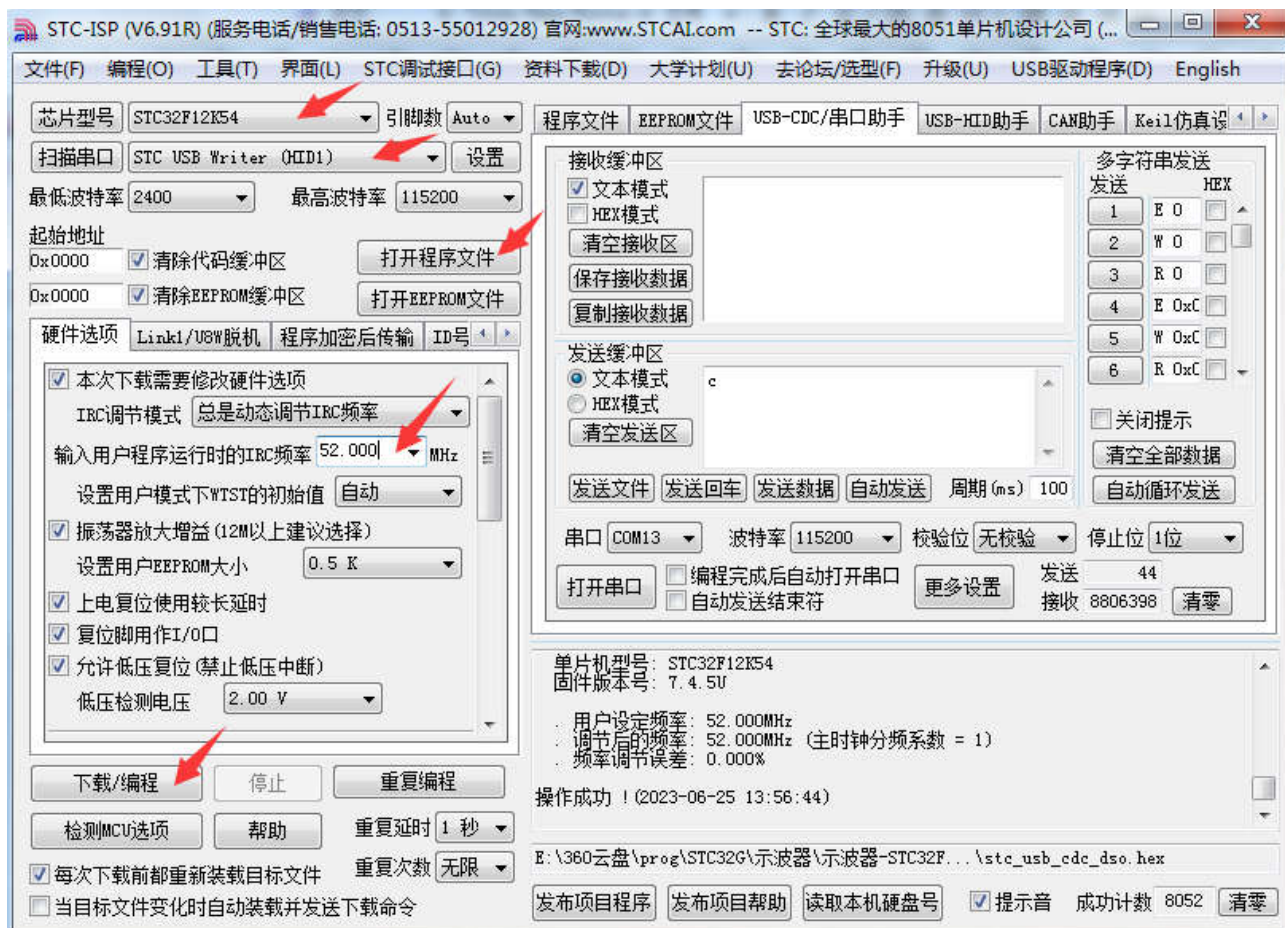 STC-ISP (V6.91R) (服务电话/销售电话: 0513-55012928) 官网:www.STCAI.com -- STC: 全球最大的8051单片机设计公司 (...
文件(F) 编程(O) 工具(T) 界面(L) STC调试接口(G) 资料下载(D) 大学计划(U) 去论坛/选型(F) 升级(U) USB驱动程序(D) English
芯片型号 STC32F12K54 引脚数 Auto
扫描串口 STC USB Writer (HID1) 设置
最低波特率 2400 最高波特率 115200
起始地址
0x0000 清除代码缓冲区 打开程序文件
0x0000 清除EEPROM缓冲区 打开EEPROM文件
硬件选项 Link1/U8W脱机 程序加密后传输 ID号
本次下载需要修改硬件选项
IRC调节模式 总是动态调节IRC频率
输入用户程序运行时的IRC频率 52.000 MHz
设置用户模式下WTST的初始值 自动
振荡器放大增益(12M以上建议选择)
设置用户EEPROM大小 0.5 K
上电复位使用较长延时
复位脚用作I/O口
允许低压复位(禁止低压中断)
低压检测电压 2.00 V
下载/编程 停止 重复编程
检测MCU选项 帮助 重复延时 1 秒
重复次数 无限
每次下载前都重新装载目标文件
当目标文件变化时自动装载并发送下载命令
程序文件 EEPROM文件 USB-CDC/串口助手 USB-HID助手 CAN助手 Keil仿真设
接收缓冲区
文本模式
HEX模式
清空接收区
保存接收数据
复制接收数据
多字符串发送
发送 HEX
1 E 0
2 W 0
3 R 0
4 E 0xC
5 W 0xC
6 R 0xC
发送缓冲区
文本模式 c
HEX模式
清空发送区
关闭提示
清空全部数据
发送文件 发送回车 发送数据 自动发送 周期(ms) 100 自动循环发送
串口 COM13 波特率 115200 校验位 无校验 停止位 1位
打开串口 编程完成后自动打开串口 更多设置 发送 44
自动发送结束符 接收 8806398 清零
单片机型号: STC32F12K54
固件版本号: 7.4.5U
. 用户设定频率: 52.000MHz
. 调节后的频率: 52.000MHz (主时钟分频系数 = 1)
. 频率调节误差: 0.000%
操作成功 !(2023-06-25 13:56:44)
E:\360云盘\prog\STC32G\示波器\示波器-STC32F...\stc_usb_cdc_dso.hex
发布项目程序 发布项目帮助 读取本机硬盘号 提示音 成功计数 8052 清零